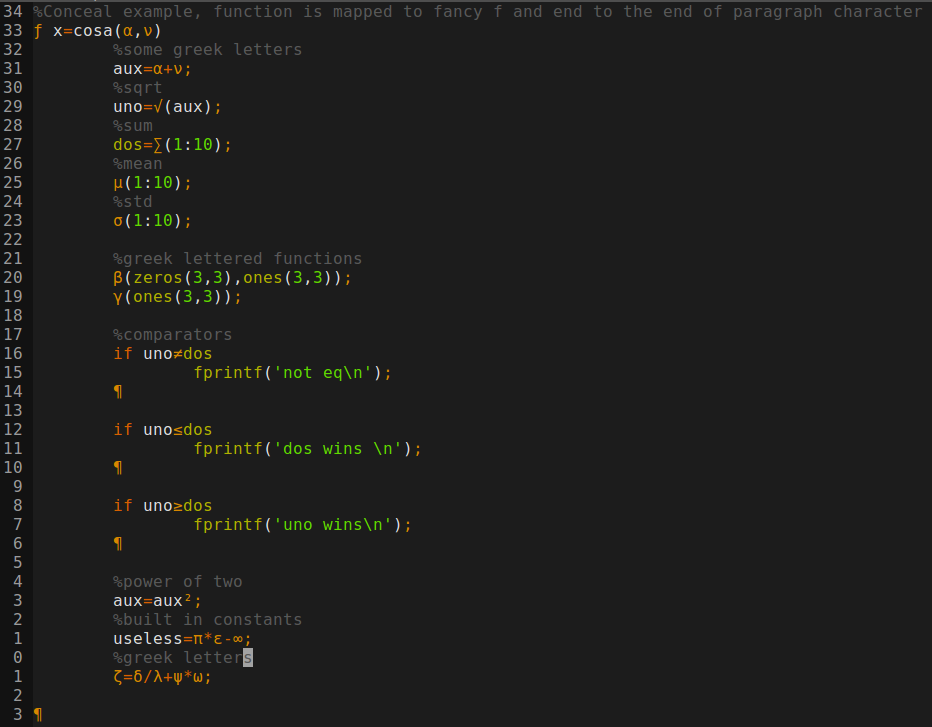 34 %Conceal example, function is mapped to fancy f and end to the end of paragraph character
33 ƒ x=cosa(α,ν)
32         %some greek letters
31         aux=α+ν;
30         %sqrt
29         uno=√(aux);
28         %sum
27         dos=∑(1:10);
26         %mean
25         μ(1:10);
24         %std
23         σ(1:10);
22
21         %greek lettered functions
20         β(zeros(3,3),ones(3,3));
19         γ(ones(3,3));
18
17         %comparators
16         if uno≠dos
15                 fprintf('not eq\n');
14         ¶
13
12         if uno≤dos
11                 fprintf('dos wins \n');
10         ¶
9
8         if uno≥dos
7                 fprintf('uno wins\n');
6         ¶
5
4         %power of two
3         aux=aux²;
2         %built in constants
1         useless=π*ε-∞;
0         %greek letters
1         ζ=δ/λ+ψ*ω;
2
3 ¶